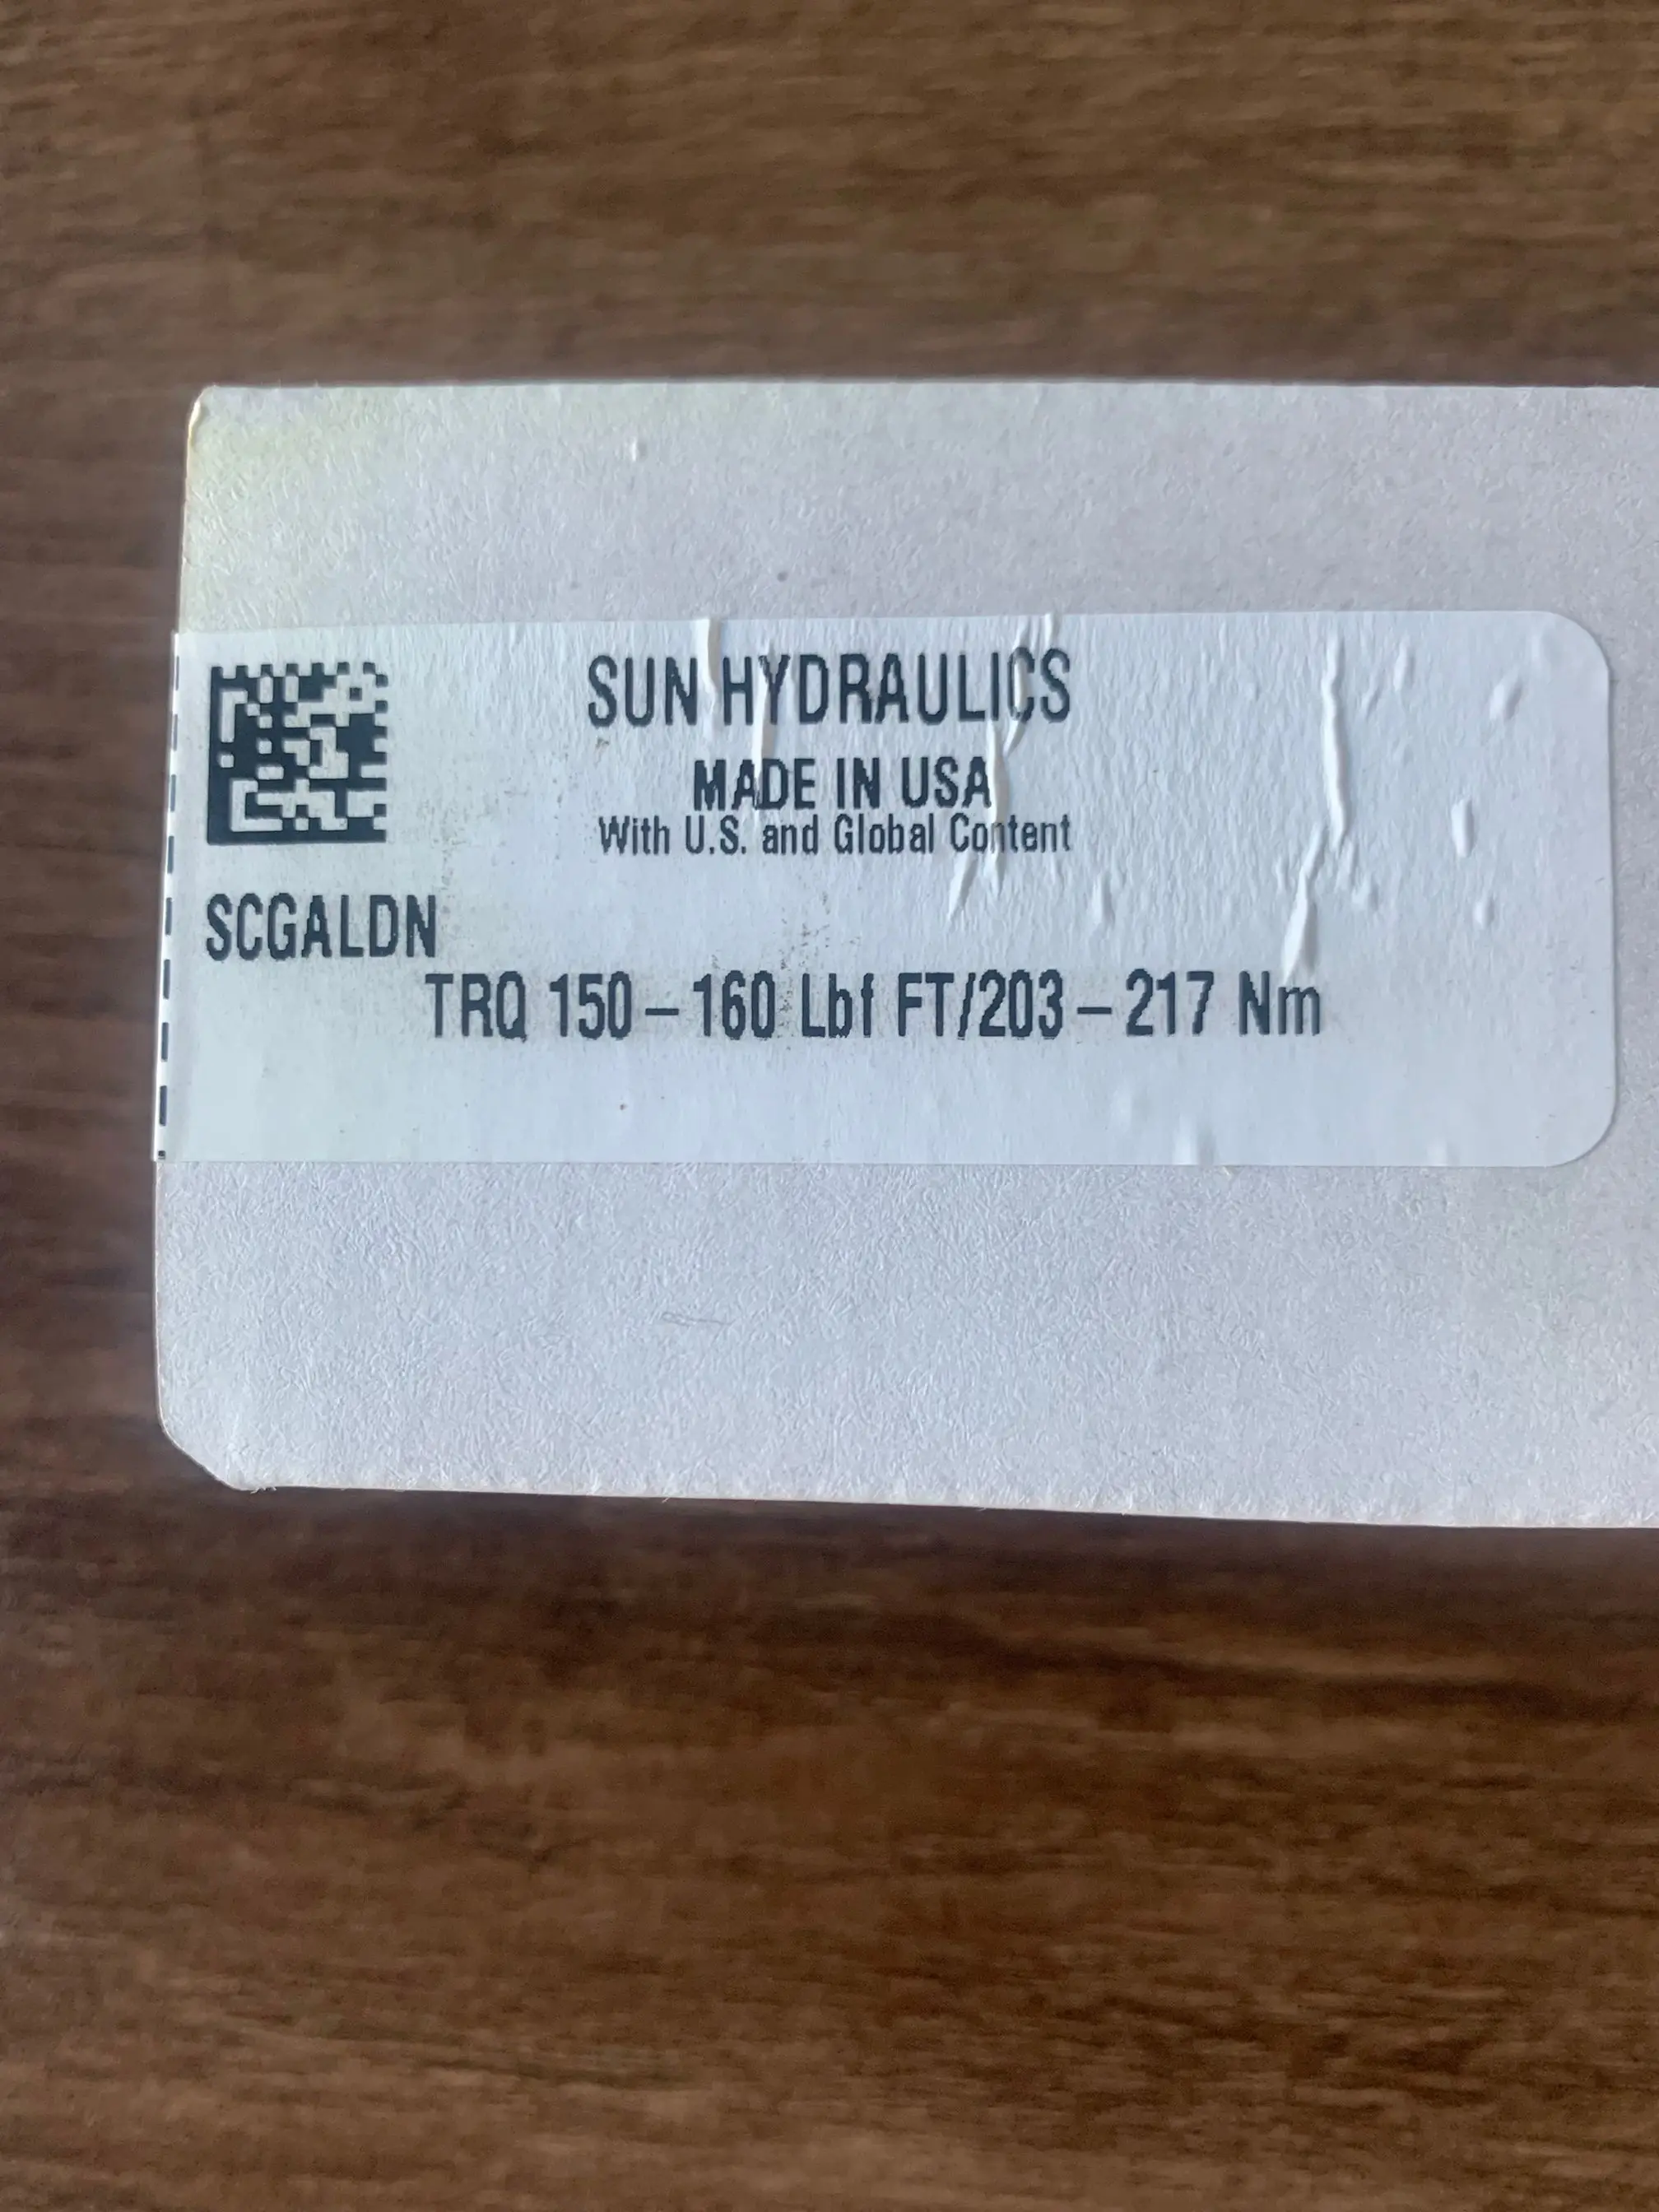 SUN HYDRAULICS
MADE IN USA
With U.S. and Global Content
SCGALDN
TRQ 150-160 Lbf FT/203-217 Nm